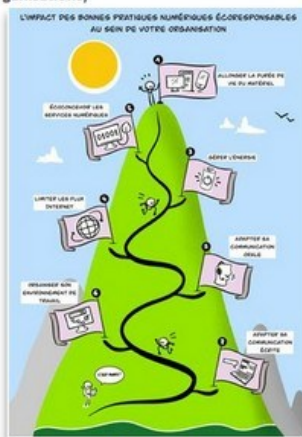 L'IMPACT DES BONNES PRATIQUES NUMÉRIQUES ÉCORESPONSABLES
AU SEIN DE VOTRE ORGANISATION
1
ALLONGER LA DURÉE DE
VIE DU MATÉRIEL
ÉCOCONCEVOIR LES
SERVICES NUMÉRIQUES
GÉRER L'ÉNERGIE
LIMITER LES FLUX
INTERNET
ADAPTER SA
COMMUNICATION
ORALE
ORGANISER SON
ENVIRONNEMENT DE
TRAVAIL
ADAPTER SA
COMMUNICATION
ÉCRITE
C'EST PARTI !